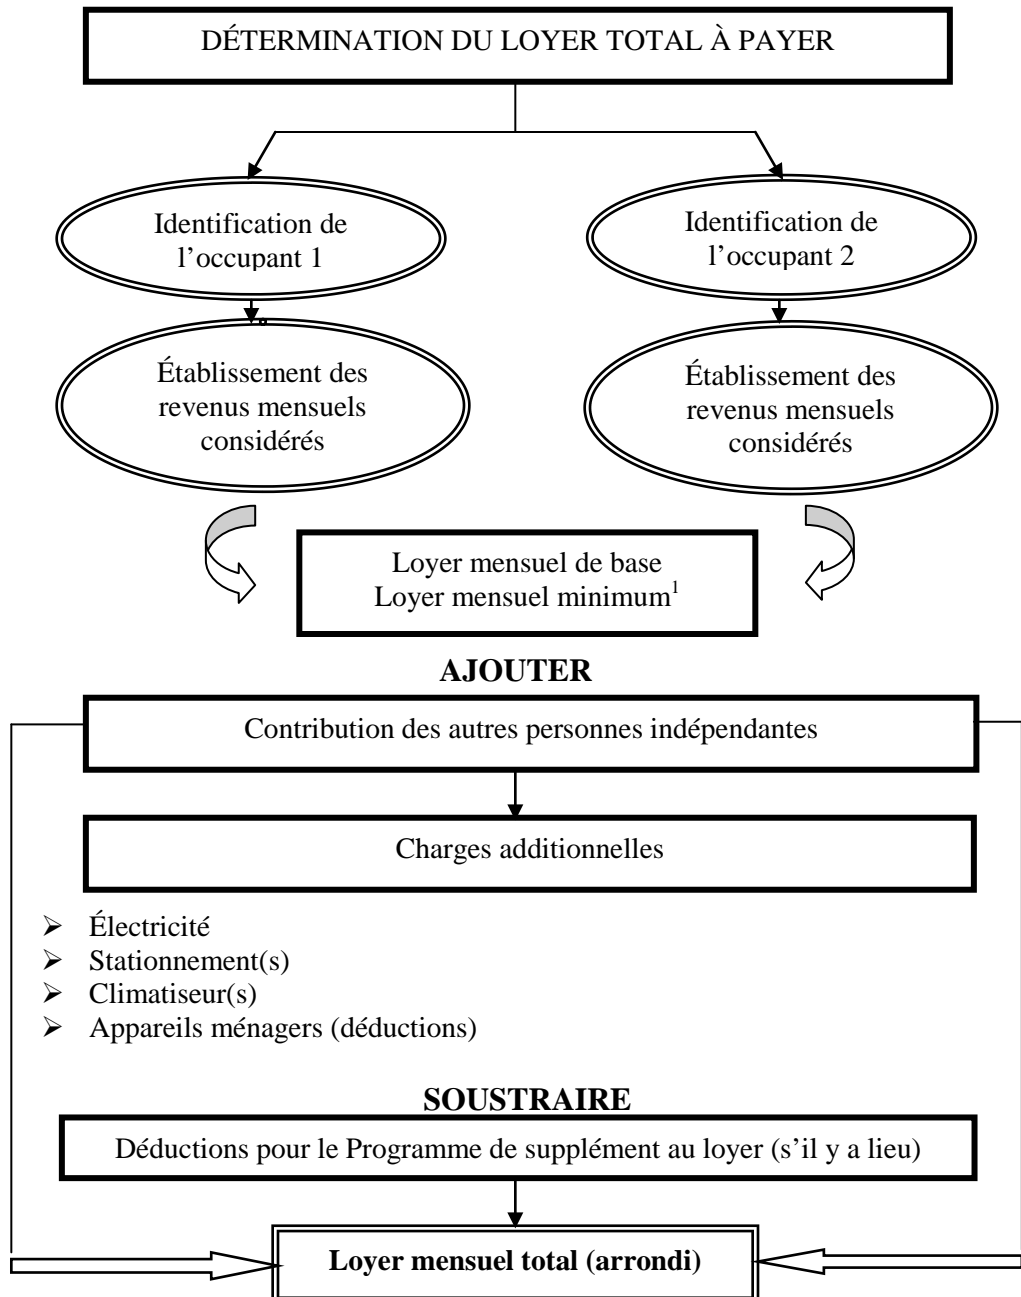 DÉTERMINATION DU LOYER TOTAL À PAYER
Identification de
l’occupant 1
Identification de
l’occupant 2
Établissement des
revenus mensuels
considérés
Établissement des
revenus mensuels
considérés
Loyer mensuel de base
Loyer mensuel minimum¹
AJOUTER
Contribution des autres personnes indépendantes
Charges additionnelles
➢ Électricité
➢ Stationnement(s)
➢ Climatiseur(s)
➢ Appareils ménagers (déductions)
SOUSTRAIRE
Déductions pour le Programme de supplément au loyer (s’il y a lieu)
Loyer mensuel total (arrondi)